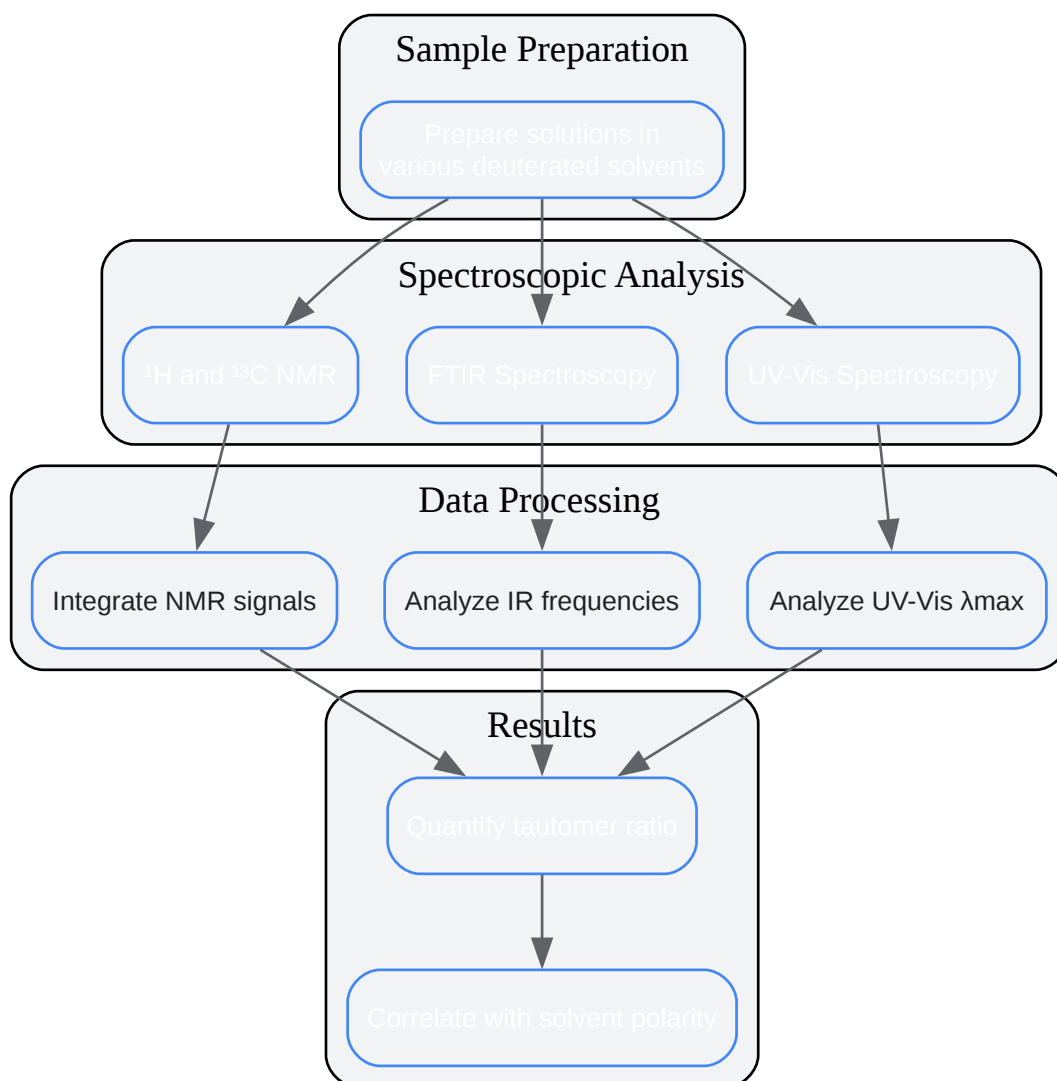 Sample Preparation
Prepare solutions in
various deuterated solvents
Spectroscopic Analysis
¹H and ¹³C NMR
FTIR Spectroscopy
UV-Vis Spectroscopy
Data Processing
Integrate NMR signals
Analyze IR frequencies
Analyze UV-Vis λmax
Results
Quantify tautomer ratio
Correlate with solvent polarity